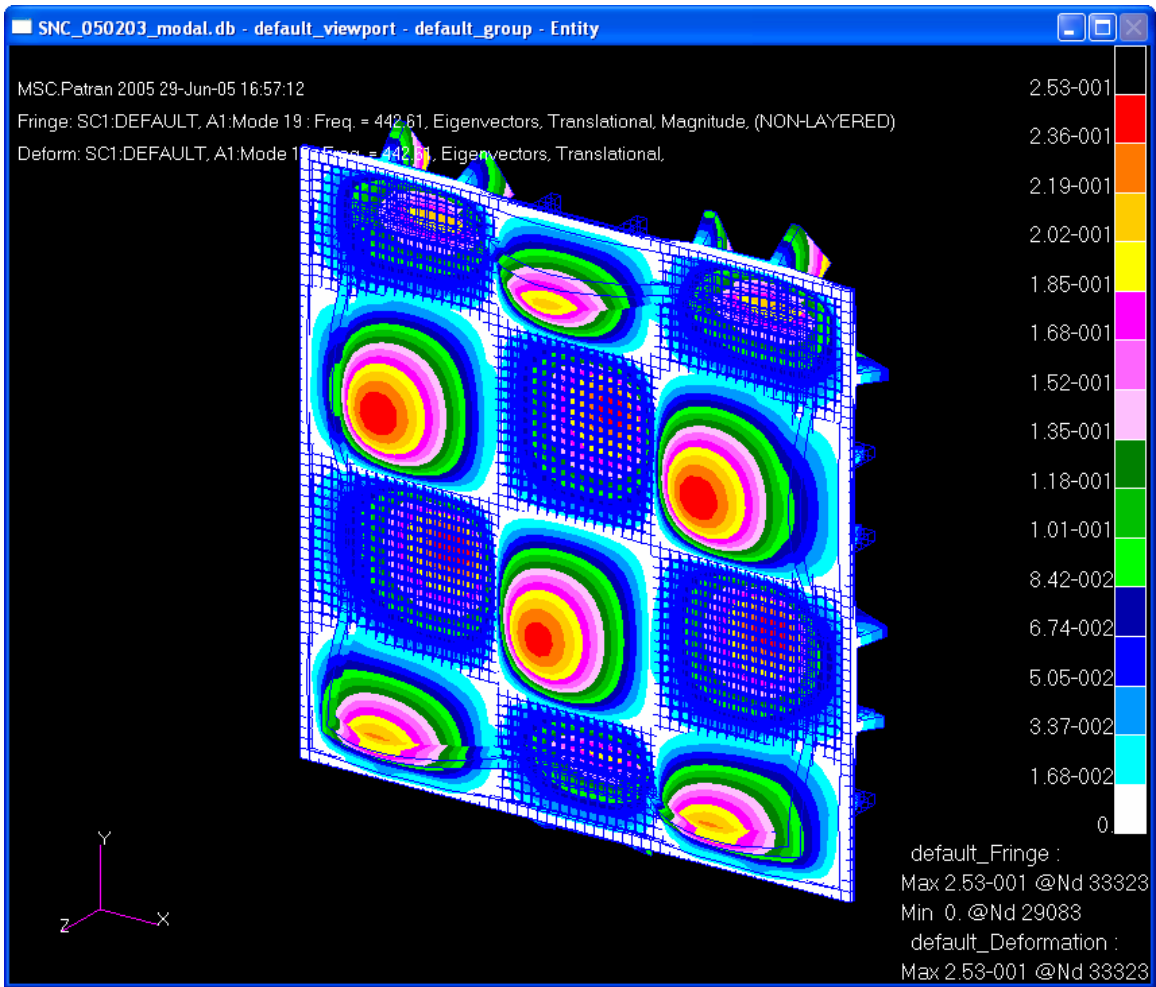 SNC_050203_modal.db - default_viewport - default_group - Entity
MSC.Patran 2005 29-Jun-05 16:57:12
Fringe: SC1:DEFAULT, A1:Mode 19 : Freq. = 442.61, Eigenvectors, Translational, Magnitude, (NON-LAYERED)
Deform: SC1:DEFAULT, A1:Mode 19 : Freq. = 442.61, Eigenvectors, Translational,
2.53-001
2.36-001
2.19-001
2.02-001
1.85-001
1.68-001
1.52-001
1.35-001
1.18-001
1.01-001
8.42-002
6.74-002
5.05-002
3.37-002
1.68-002
0.
default_Fringe :
Max 2.53-001 @Nd 33323
Min 0. @Nd 29083
default_Deformation :
Max 2.53-001 @Nd 33323
Y
Z
X